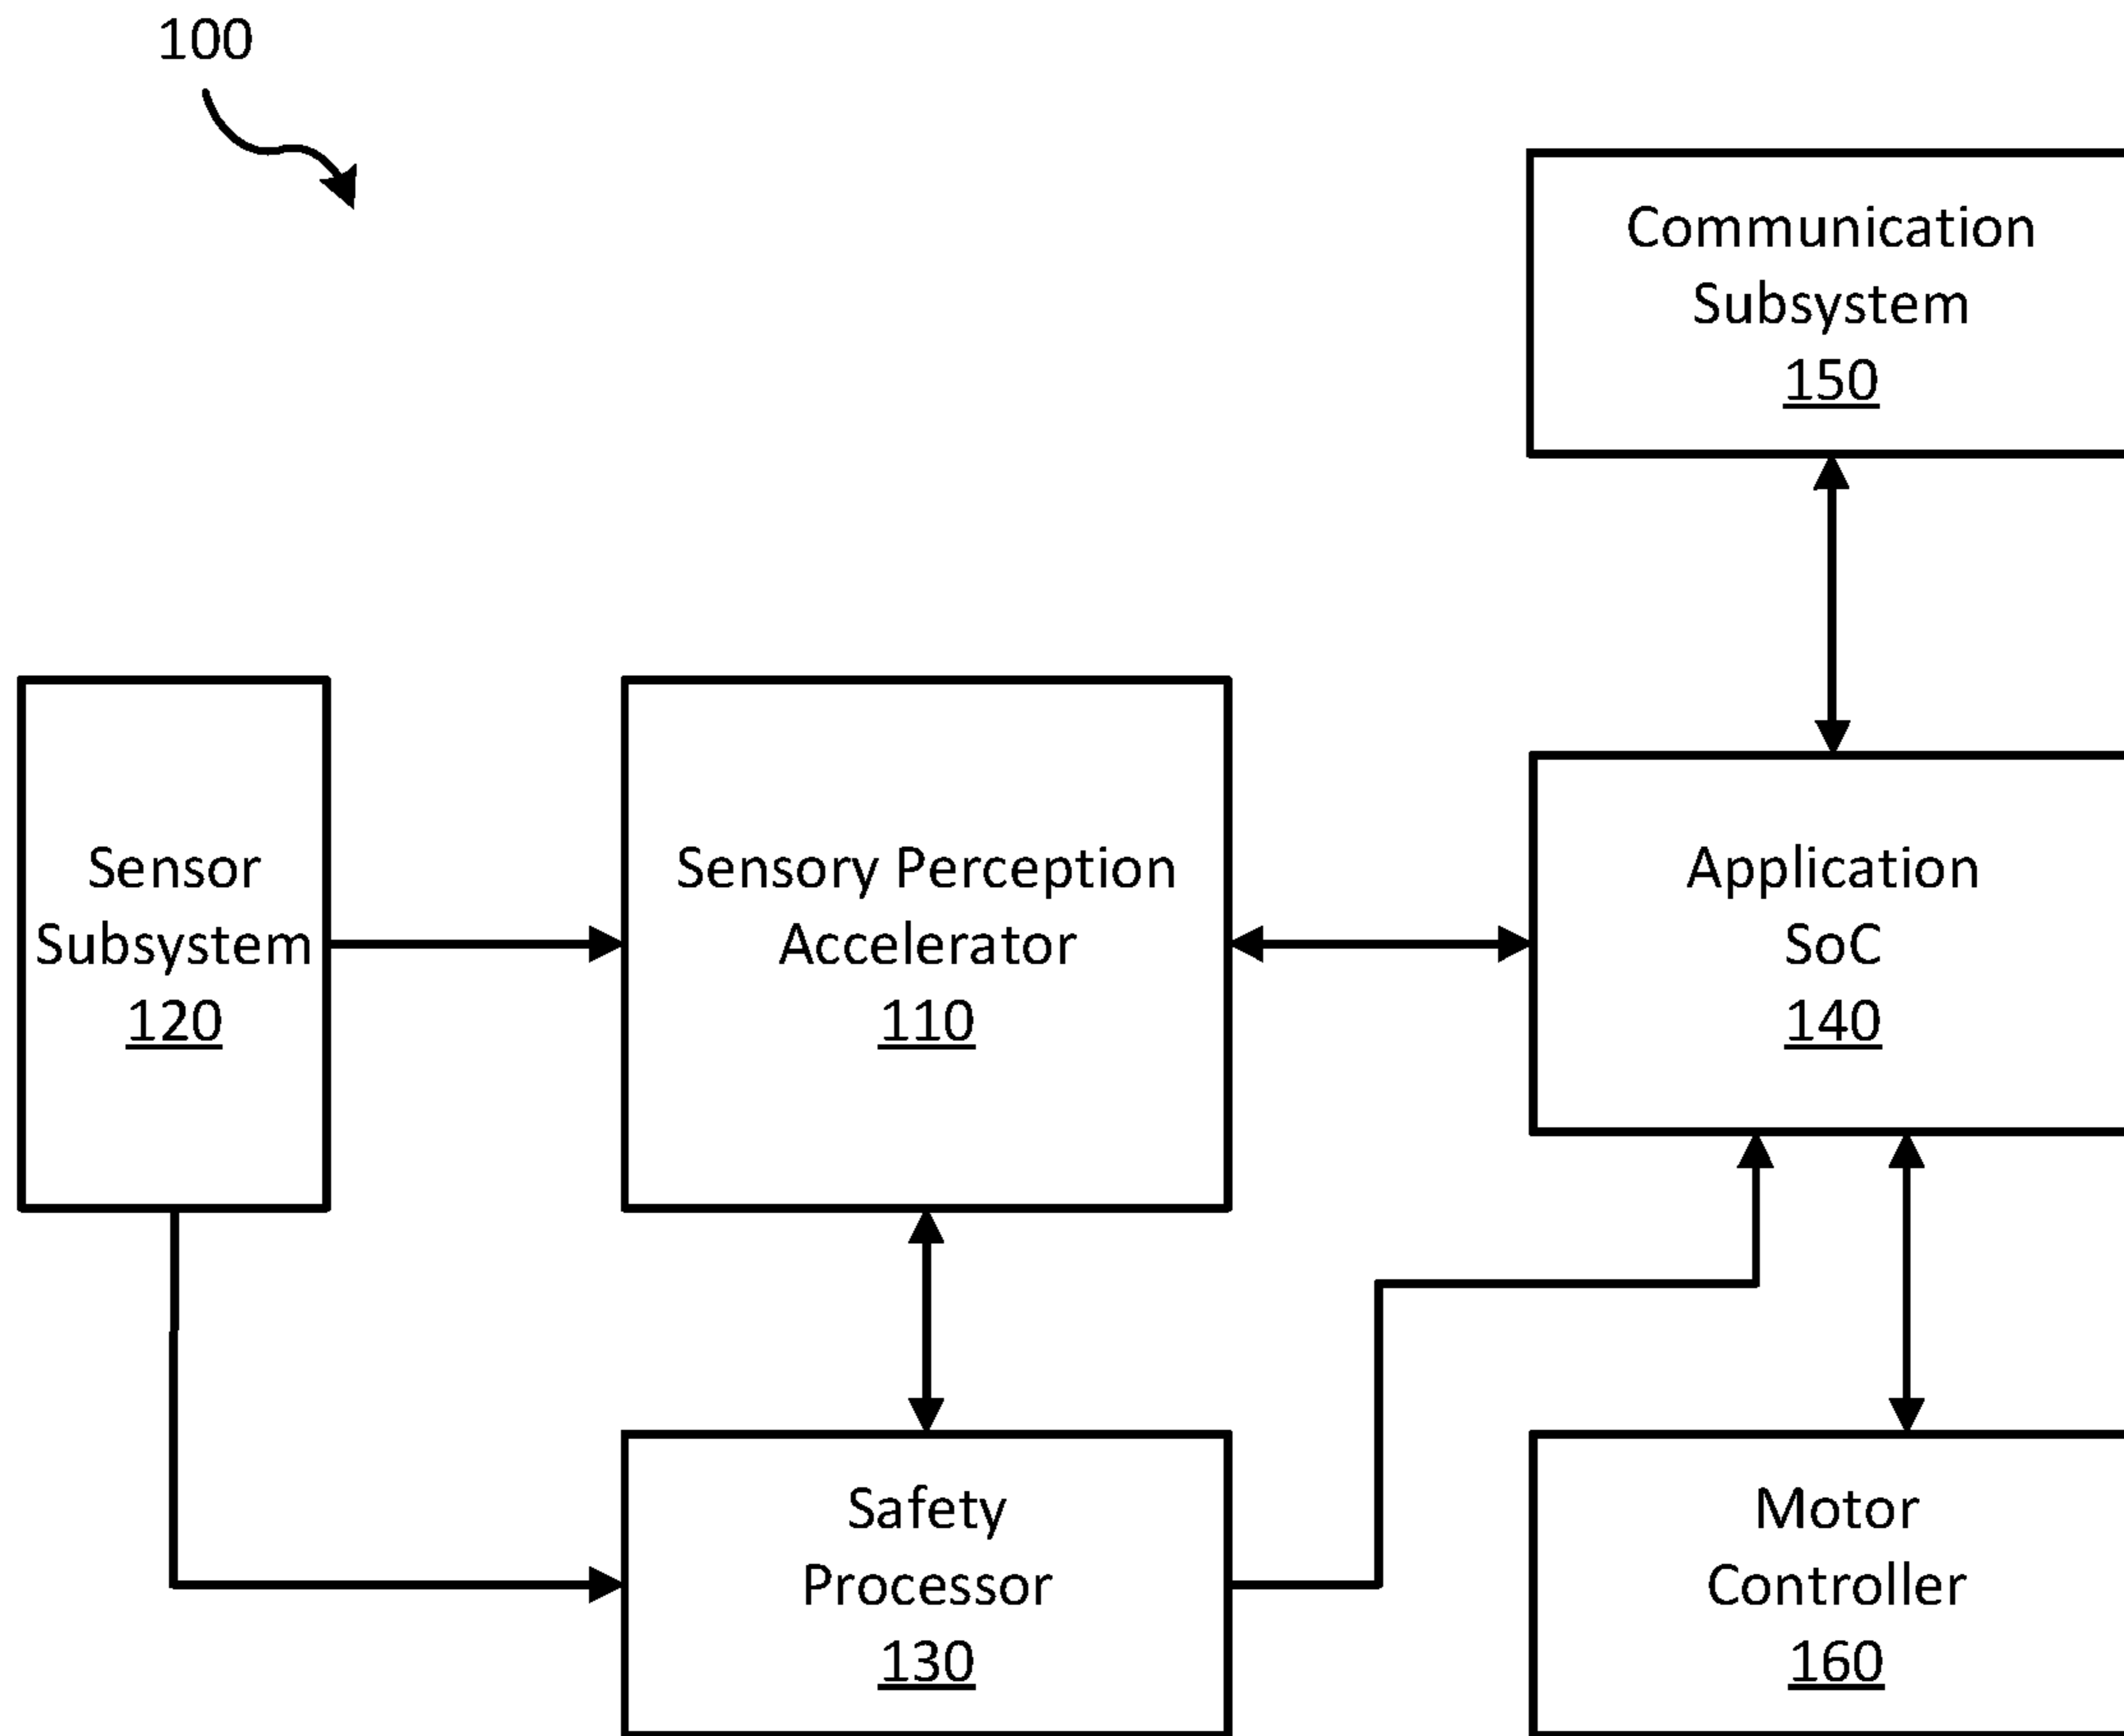 100
Communication
Subsystem
150
Sensor
Subsystem
120
Sensory Perception
Accelerator
110
Application
SoC
140
Safety
Processor
130
Motor
Controller
160